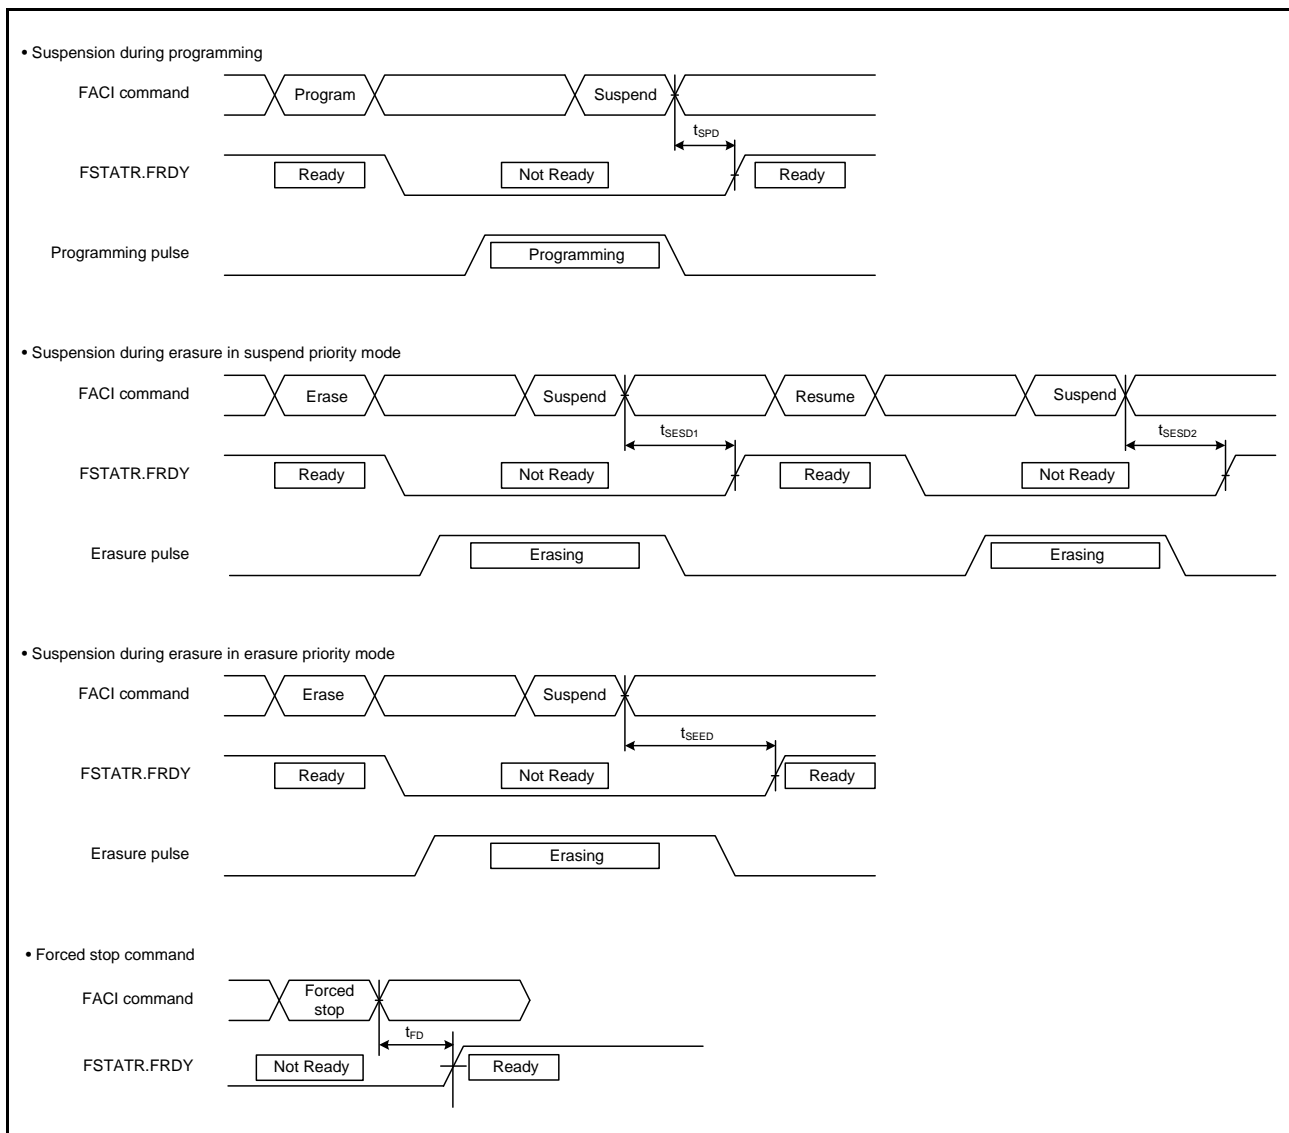 • Suspension during programming
FACI command
Program
Suspend
tSPD
FSTATR.FRDY
Ready
Not Ready
Ready
Programming pulse
Programming
• Suspension during erasure in suspend priority mode
FACI command
Erase
Suspend
Resume
Suspend
tSESD1
tSESD2
FSTATR.FRDY
Ready
Not Ready
Ready
Not Ready
Erasure pulse
Erasing
Erasing
• Suspension during erasure in erasure priority mode
FACI command
Erase
Suspend
tSEED
FSTATR.FRDY
Ready
Not Ready
Ready
Erasure pulse
Erasing
• Forced stop command
FACI command
Forced
stop
tFD
FSTATR.FRDY
Not Ready
Ready